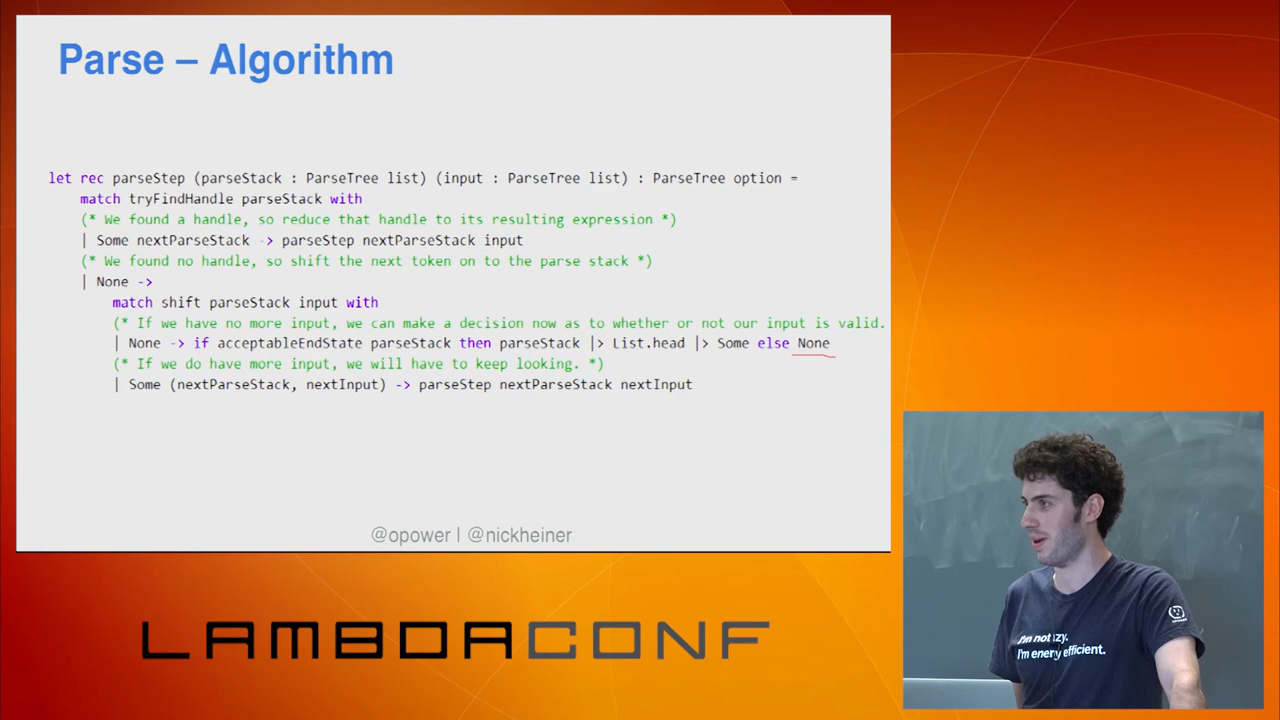 Parse – Algorithm
let rec parseStep (parseStack : ParseTree list) (input : ParseTree list) : ParseTree option =
match tryFindHandle parseStack with
(* We found a handle, so reduce that handle to its resulting expression *)
| Some nextParseStack -> parseStep nextParseStack input
(* We found no handle, so shift the next token on to the parse stack *)
| None ->
match shift parseStack input with
(* If we have no more input, we can make a decision now as to whether or not our input is valid.
| None -> if acceptableEndState parseStack then parseStack |> List.head |> Some else None
(* If we do have more input, we will have to keep looking. *)
| Some (nextParseStack, nextInput) -> parseStep nextParseStack nextInput
@opower | @nickheiner
LAMBDACONF
I'm not
I'm energy efficient.